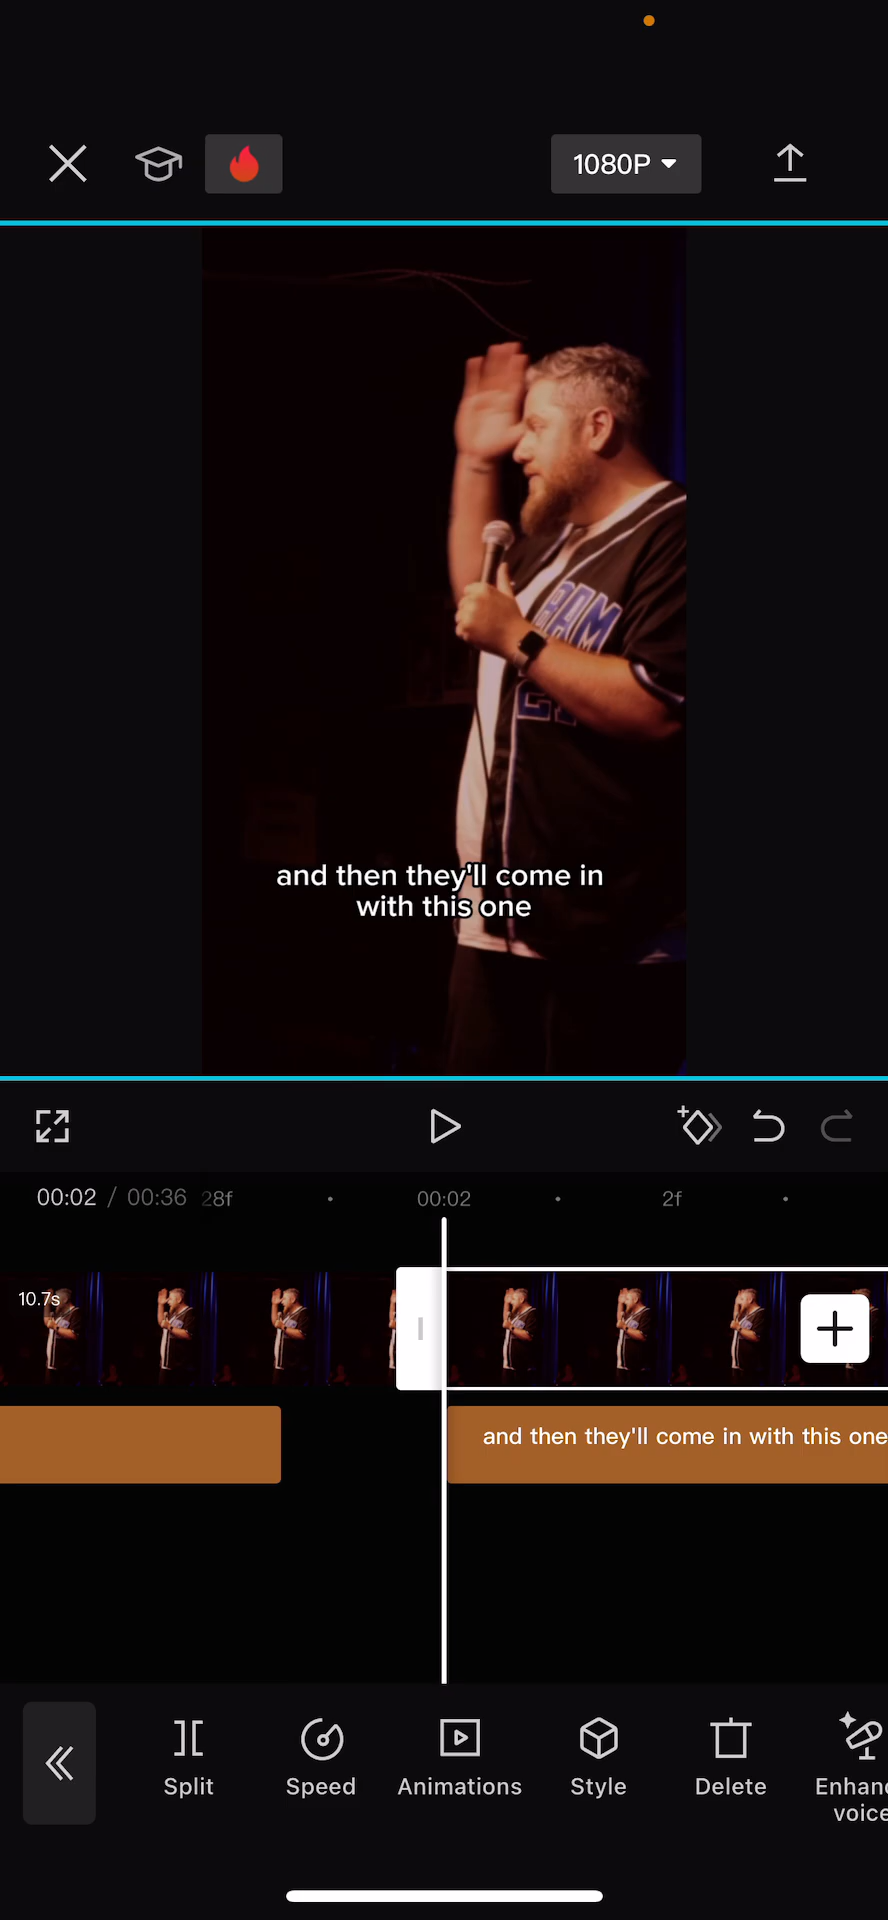 1080P
and then they'll come in
with this one
00:02 / 00:36 28f 00:02 2f
10.7s
and then they'll come in with this one
Split
Speed
Animations
Style
Delete
Enhanc
voice